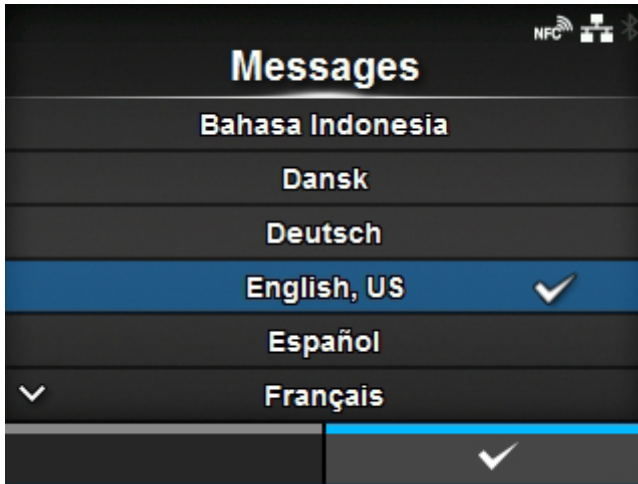 NFC
Messages
Bahasa Indonesia
Dansk
Deutsch
English, US
Español
Français